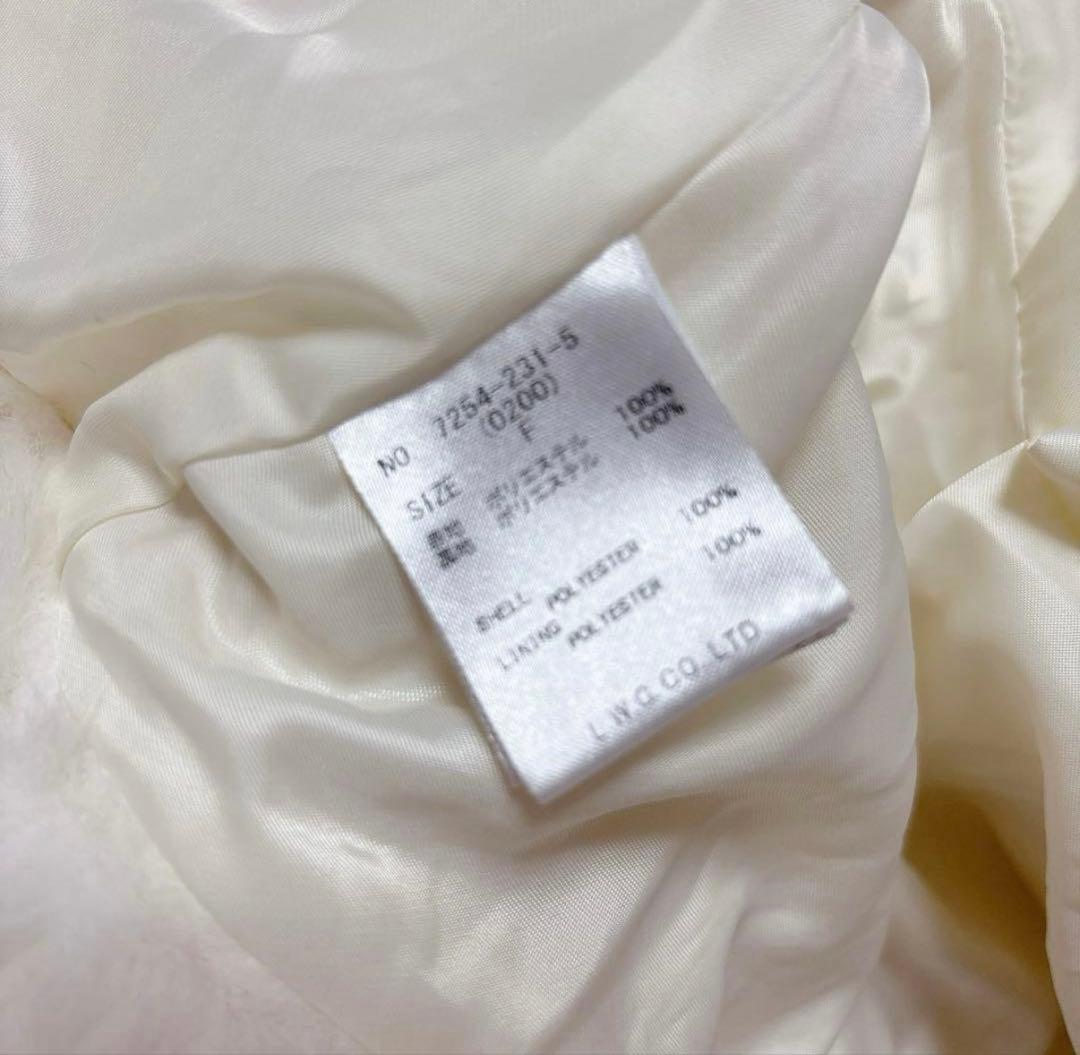 NO 7254-231-5
(0200)
SIZE F
表地 ポリエステル 100%
裏地 ポリエステル 100%
SHELL POLYESTER 100%
LINING POLYESTER 100%
L.W.C.CO.LTD